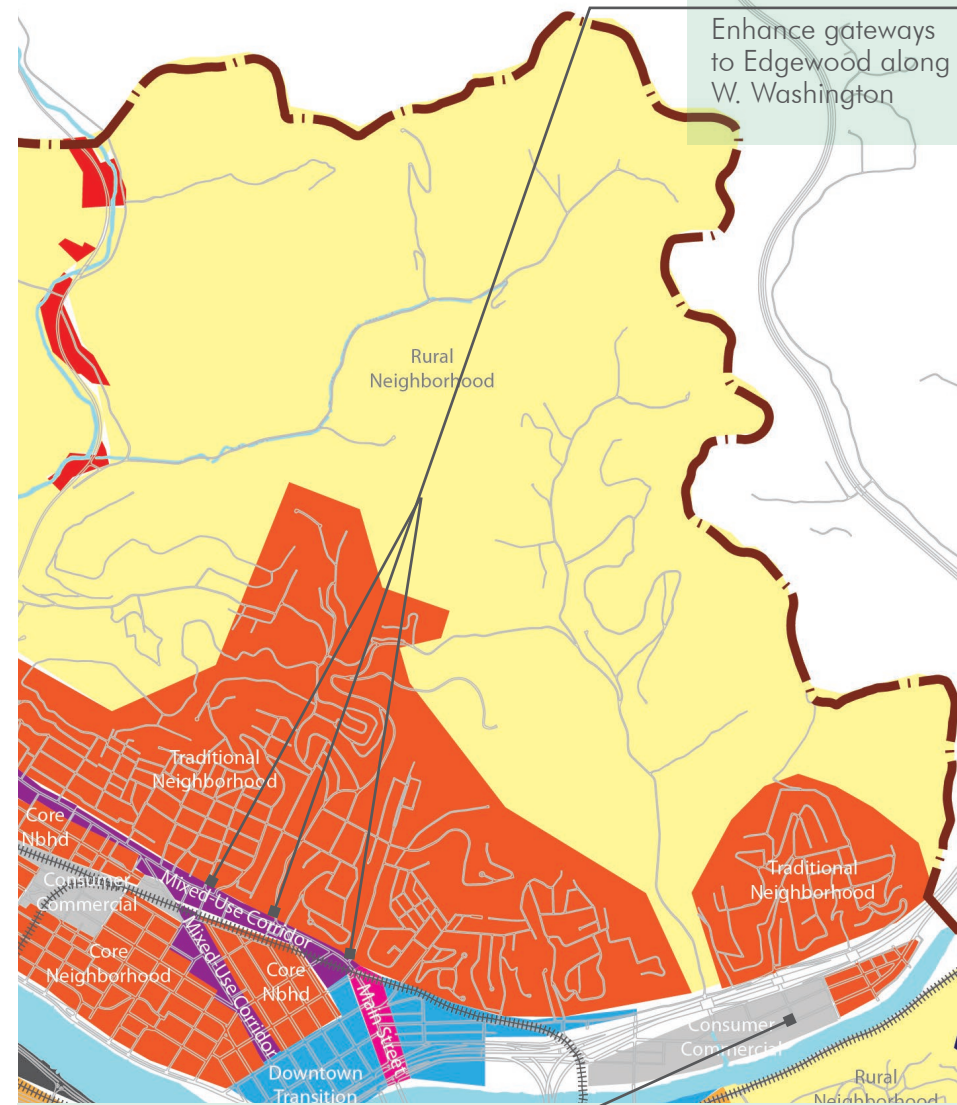 Enhance gateways
to Edgewood along
W. Washington
Rural
Neighborhood
Traditional
Neighborhood
Core
Nbhd
Consumer
Commercial
Mixed-Use Corridor
Traditional
Neighborhood
Core
Neighborhood
Mixed-Use Corridor
Core
Nbhd
Main Street
Consumer
Commercial
Downtown
Transition
Rural
Neighborhood